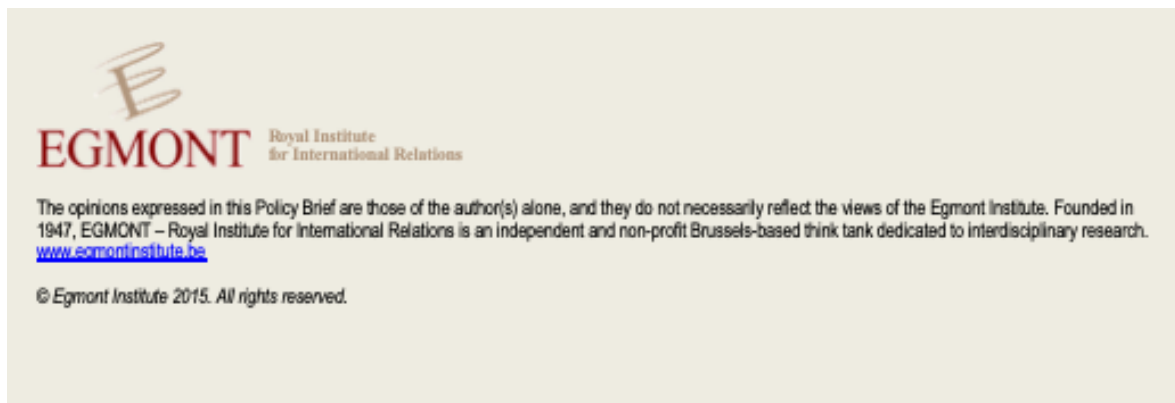 EGMONT
Royal Institute
for International Relations
The opinions expressed in this Policy Brief are those of the author(s) alone, and they do not necessarily reflect the views of the Egmont Institute. Founded in
1947, EGMONT – Royal Institute for International Relations is an independent and non-profit Brussels-based think tank dedicated to interdisciplinary research.
www.egmontinstitute.be
© Egmont Institute 2015. All rights reserved.